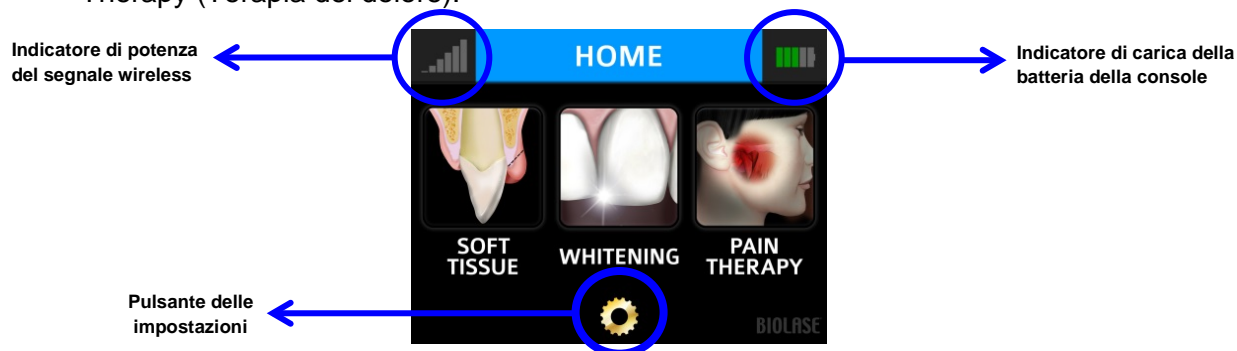 Therapy (Terapia del dolore).
Indicatore di potenza
del segnale wireless
HOME
Indicatore di carica della
batteria della console
SOFT
TISSUE
WHITENING
PAIN
THERAPY
Pulsante delle
impostazioni
BIOLASE